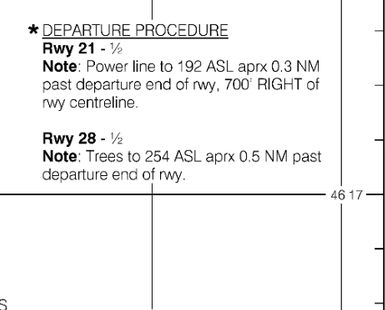 * DEPARTURE PROCEDURE
Rwy 21 - ½
Note: Power line to 192 ASL aprx 0.3 NM
past departure end of rwy, 700' RIGHT of
rwy centreline.
Rwy 28 - ½
Note: Trees to 254 ASL aprx 0.5 NM past
departure end of rwy.
46 17
S